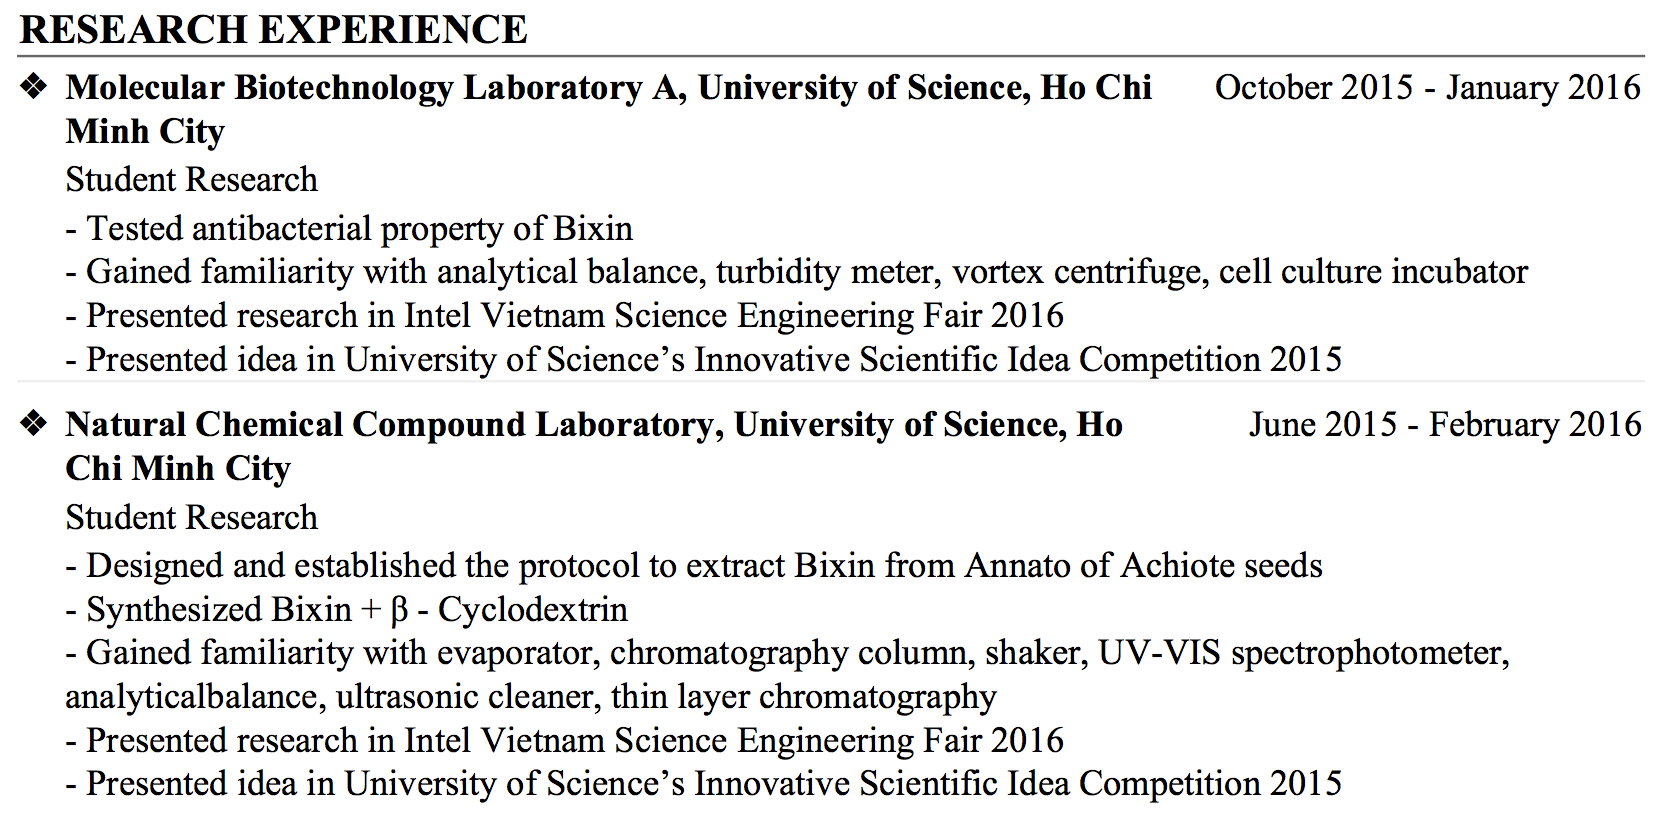 RESEARCH EXPERIENCE
❖ Molecular Biotechnology Laboratory A, University of Science, Ho Chi Minh City October 2015 - January 2016
Student Research
- Tested antibacterial property of Bixin
- Gained familiarity with analytical balance, turbidity meter, vortex centrifuge, cell culture incubator
- Presented research in Intel Vietnam Science Engineering Fair 2016
- Presented idea in University of Science’s Innovative Scientific Idea Competition 2015
❖ Natural Chemical Compound Laboratory, University of Science, Ho Chi Minh City June 2015 - February 2016
Student Research
- Designed and established the protocol to extract Bixin from Annato of Achiote seeds
- Synthesized Bixin + β - Cyclodextrin
- Gained familiarity with evaporator, chromatography column, shaker, UV-VIS spectrophotometer,
analyticalbalance, ultrasonic cleaner, thin layer chromatography
- Presented research in Intel Vietnam Science Engineering Fair 2016
- Presented idea in University of Science’s Innovative Scientific Idea Competition 2015